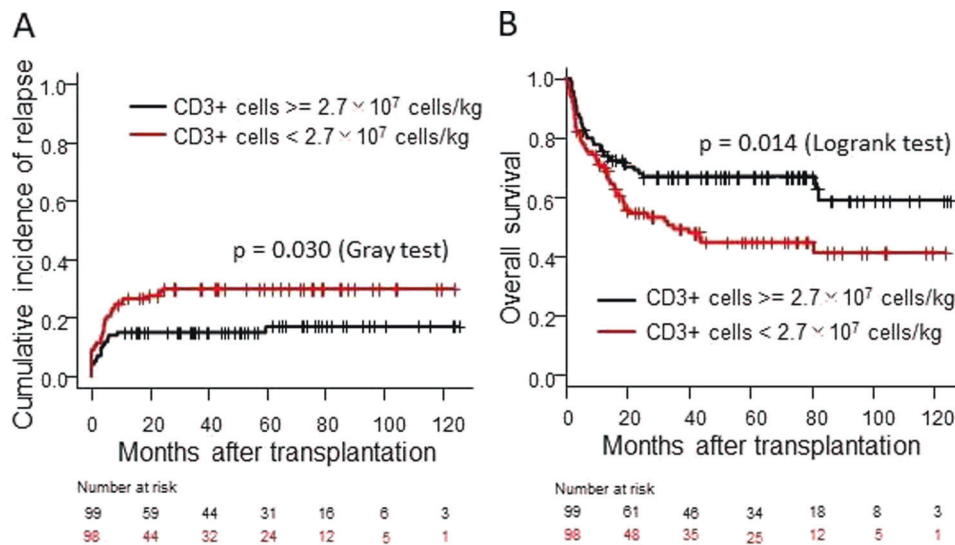 A
Cumulative incidence of relapse
1.0
0.8
0.6
0.4
0.2
0.0
CD3+ cells >= 2.7 × 10⁷ cells/kg
CD3+ cells < 2.7 × 10⁷ cells/kg
p = 0.030 (Gray test)
0 20 40 60 80 100 120
Months after transplantation
Number at risk
99 59 44 31 16 6 3
98 44 32 24 12 5 1
B
Overall survival
1.0
0.8
0.6
0.4
0.2
0.0
p = 0.014 (Logrank test)
CD3+ cells >= 2.7 × 10⁷ cells/kg
CD3+ cells < 2.7 × 10⁷ cells/kg
0 20 40 60 80 100 120
Months after transplantation
Number at risk
99 61 46 34 18 8 3
98 48 35 25 12 5 1